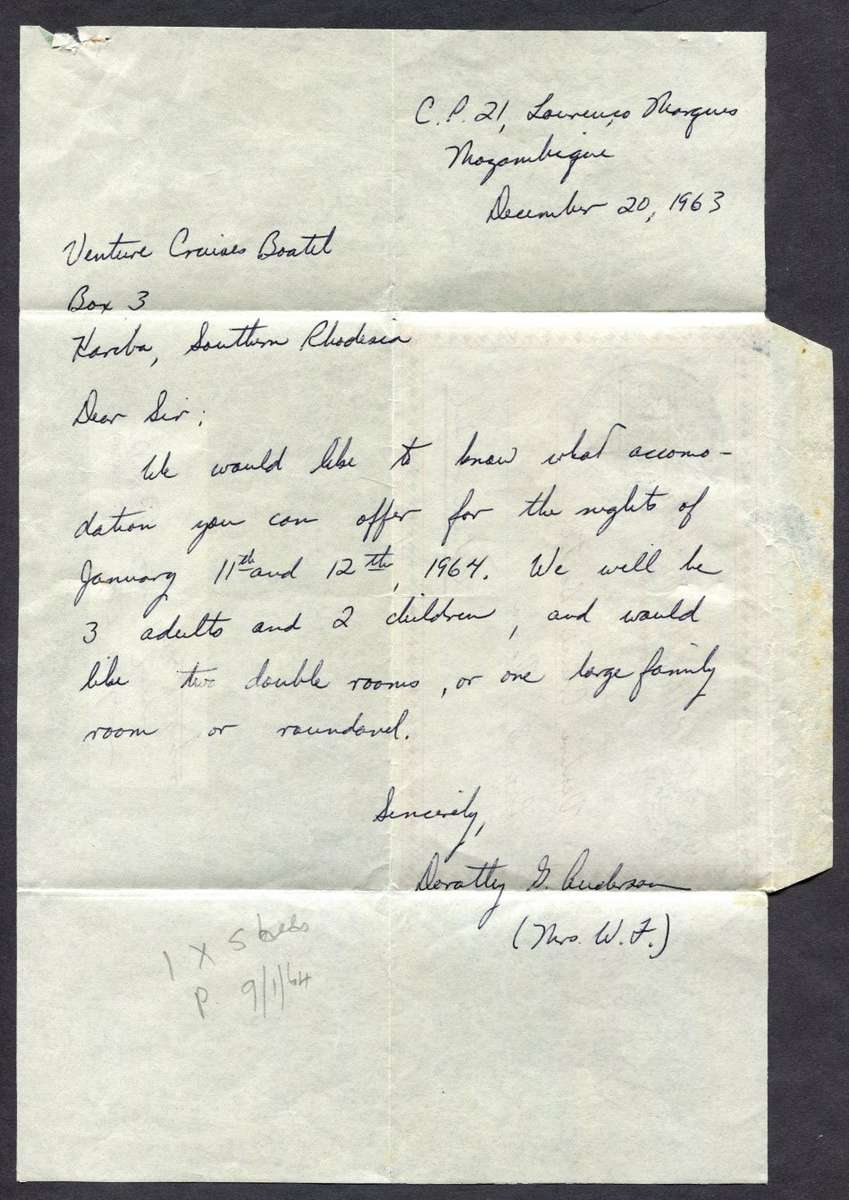 C.P. 21, Lourenço Marques
Mozambique
December 20, 1963
Venture Cruises Boatel
Box 3
Kariba, Southern Rhodesia
Dear Sir:
We would like to know what accomo-
dation you can offer for the nights of
January 11th and 12th, 1964. We will be
3 adults and 2 children, and would
like two double rooms, or one large family
room or roundavel.
Sincerely,
Dorothy G. Anderson
(Mrs. W. F.)
1 X 5 beds
P. 9/1/64